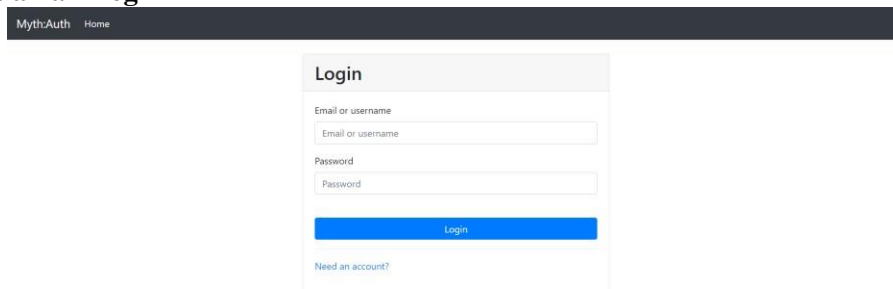 Myth:Auth Home
Login
Email or username
Email or username
Password
Password
Login
Need an account?